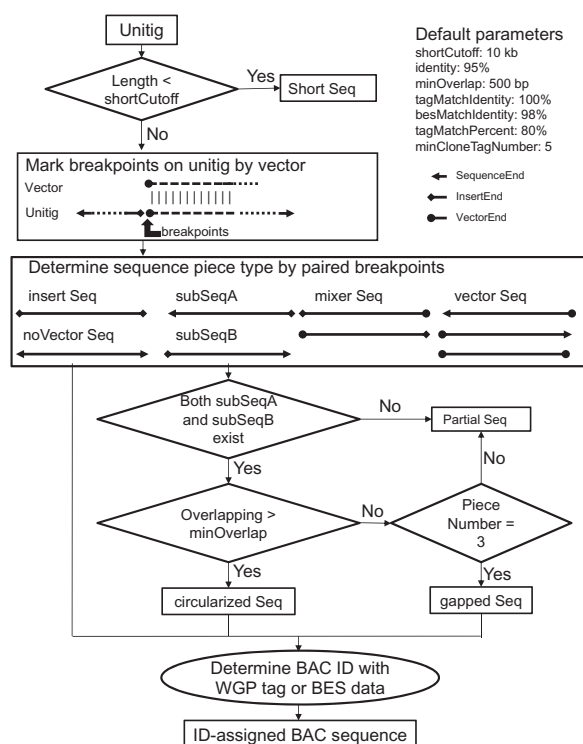 Unitig
Default parameters
shortCutoff: 10 kb
identity: 95%
minOverlap: 500 bp
tagMatchIdentity: 100%
besMatchIdentity: 98%
tagMatchPercent: 80%
minCloneTagNumber: 5
Length <
shortCutoff
Yes
Short Seq
No
SequenceEnd
InsertEnd
VectorEnd
Mark breakpoints on unitig by vector
Vector
Unitig
breakpoints
Determine sequence piece type by paired breakpoints
insert Seq
subSeqA
mixer Seq
vector Seq
noVector Seq
subSeqB
Both subSeqA
and subSeqB
exist
No
Partial Seq
Yes
No
Overlapping >
minOverlap
No
Piece
Number =
3
Yes
Yes
circularized Seq
gapped Seq
Determine BAC ID with
WGP tag or BES data
ID-assigned BAC sequence